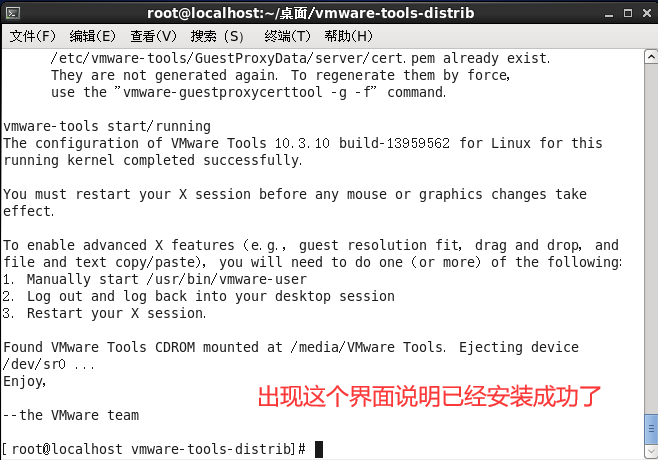 root@localhost:~/桌面/vmware-tools-distrib
文件(F) 编辑(E) 查看(V) 搜索 (S) 终端(T) 帮助(H)
/etc/vmware-tools/GuestProxyData/server/cert.pem already exist.
They are not generated again. To regenerate them by force,
use the "vmware-guestproxycerttool -g -f" command.
vmware-tools start/running
The configuration of VMware Tools 10.3.10 build-13959562 for Linux for this
running kernel completed successfully.
You must restart your X session before any mouse or graphics changes take
effect.
To enable advanced X features (e.g., guest resolution fit, drag and drop, and
file and text copy/paste), you will need to do one (or more) of the following:
1. Manually start /usr/bin/vmware-user
2. Log out and log back into your desktop session
3. Restart your X session.
Found VMware Tools CDROM mounted at /media/VMware Tools. Ejecting device
/dev/sr0 ...
Enjoy,
出现这个界面说明已经安装成功了
--the VMware team
[root@localhost vmware-tools-distrib]#